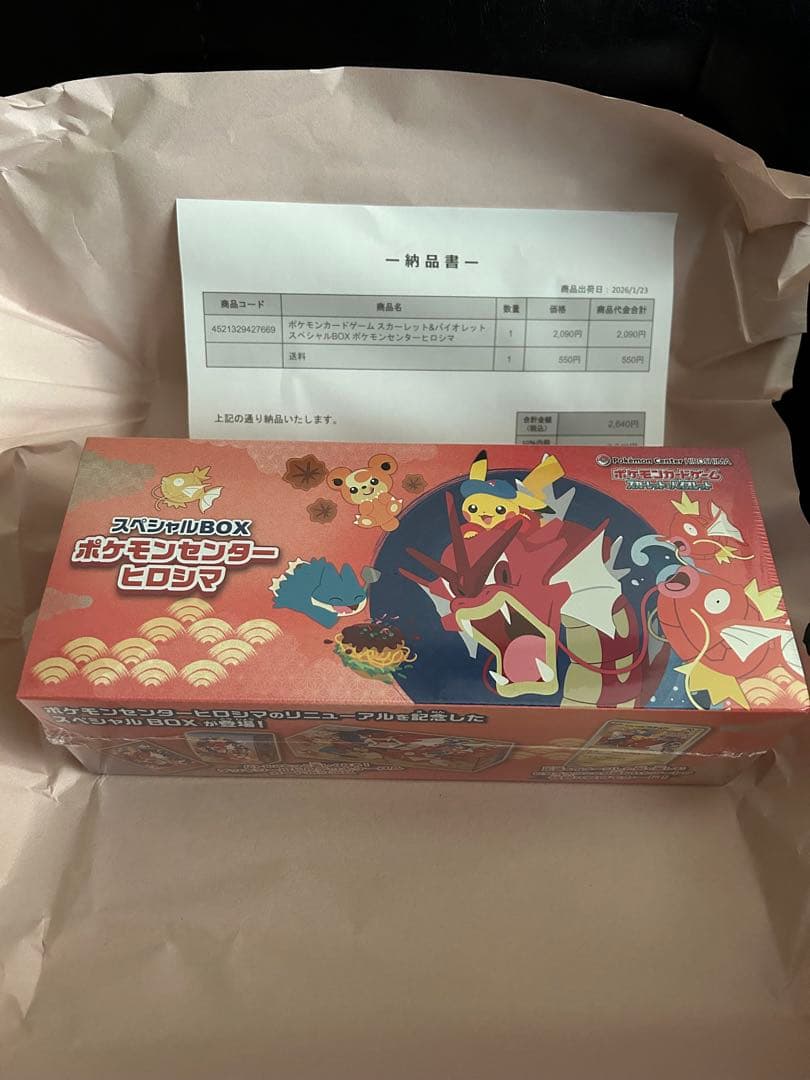 ー納品書ー
商品出荷日：2026/1/23
商品コード 商品名 数量 価格 商品代金合計
4521329427669 ポケモンカードゲーム スカーレット&バイオレット 1 2,090円 2,090円
スペシャルBOX ポケモンセンターヒロシマ
送料 1 550円 550円
上記の通り納品いたします。
合計金額 2,640円
(税込)
Pokémon Center HIROSHIMA
ポケモンカードゲーム
スカーレット&バイオレット
スペシャルBOX
ポケモンセンター
ヒロシマ
ポケモンセンターヒロシマのリニューアルを記念した
スペシャルBOXが登場！